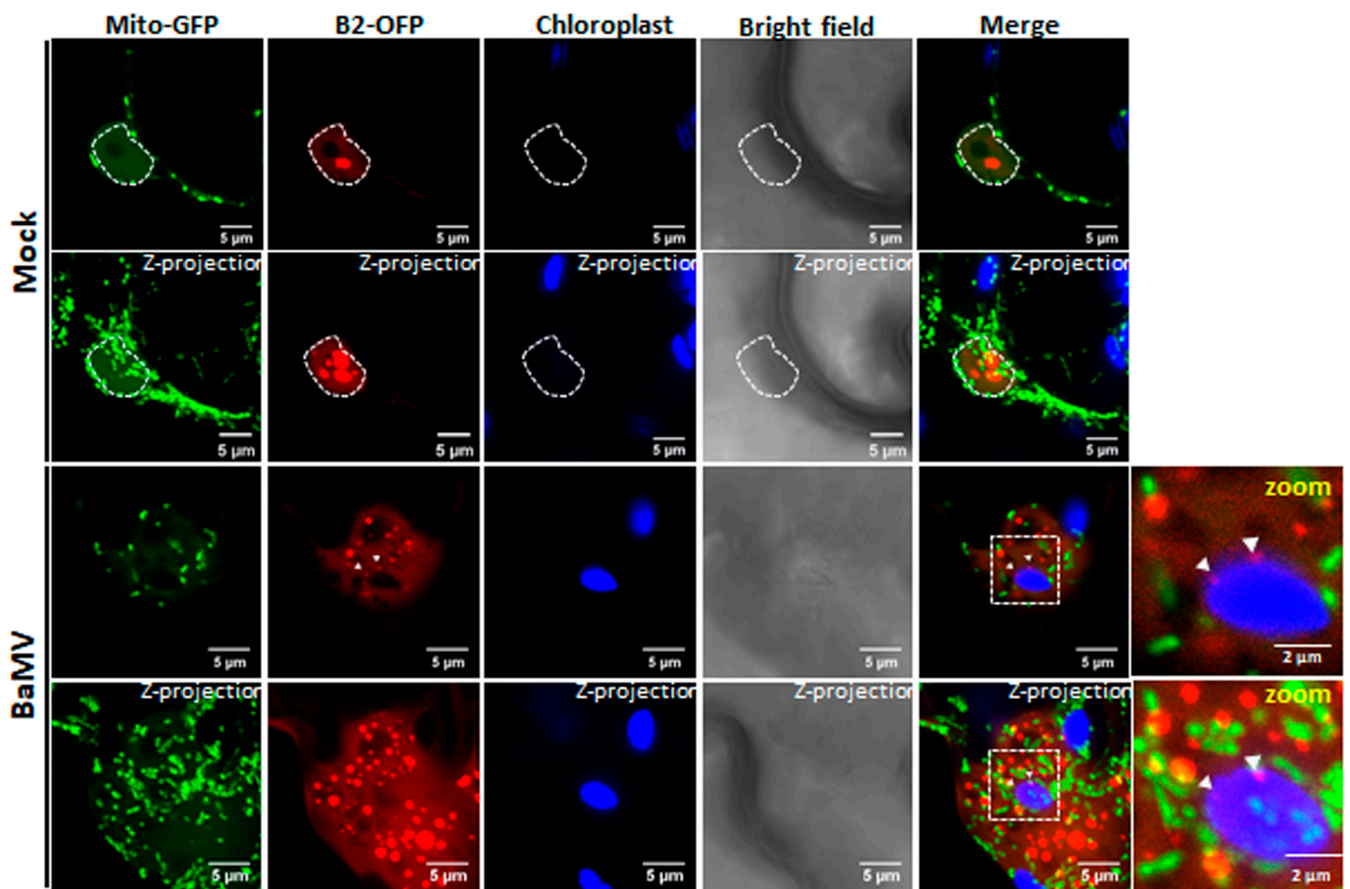 Mito-GFP B2-OFP Chloroplast Bright field Merge
Mock
5 µm 5 µm 5 µm 5 µm 5 µm
Z-projection Z-projection Z-projection Z-projection Z-projection
5 µm 5 µm 5 µm 5 µm 5 µm
BaMV
zoom
5 µm 5 µm 5 µm 5 µm 5 µm 2 µm
Z-projection Z-projection Z-projection Z-projection zoom
5 µm 5 µm 5 µm 5 µm 5 µm 2 µm